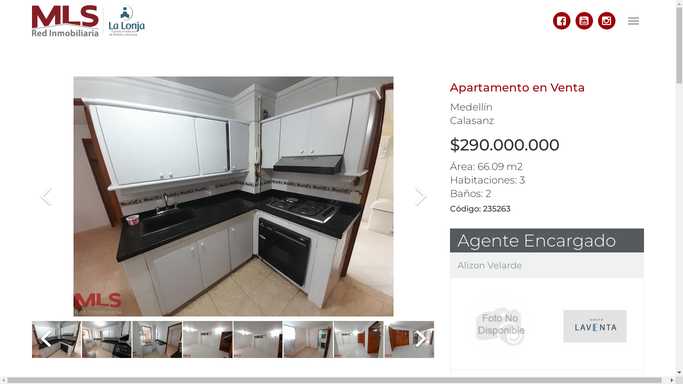 MLS
Red Inmobiliaria
La Lonja
Apartamento en Venta
Medellín
Calasanz
$290.000.000
Área: 66.09 m2
Habitaciones: 3
Baños: 2
Código: 235263
MLS
Agente Encargado
Alizon Velarde
Foto No
Disponible
LAVENTA